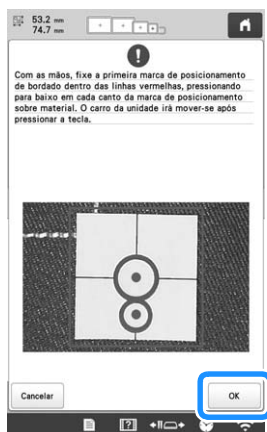 53.2 mm
74.7 mm
Com as mãos, fixe a primeira marca de posicionamento
de bordado dentro das linhas vermelhas, pressionando
para baixo em cada canto da marca de posicionamento
sobre material. O carro da unidade irá mover-se após
pressionar a tecla.
Cancelar
OK